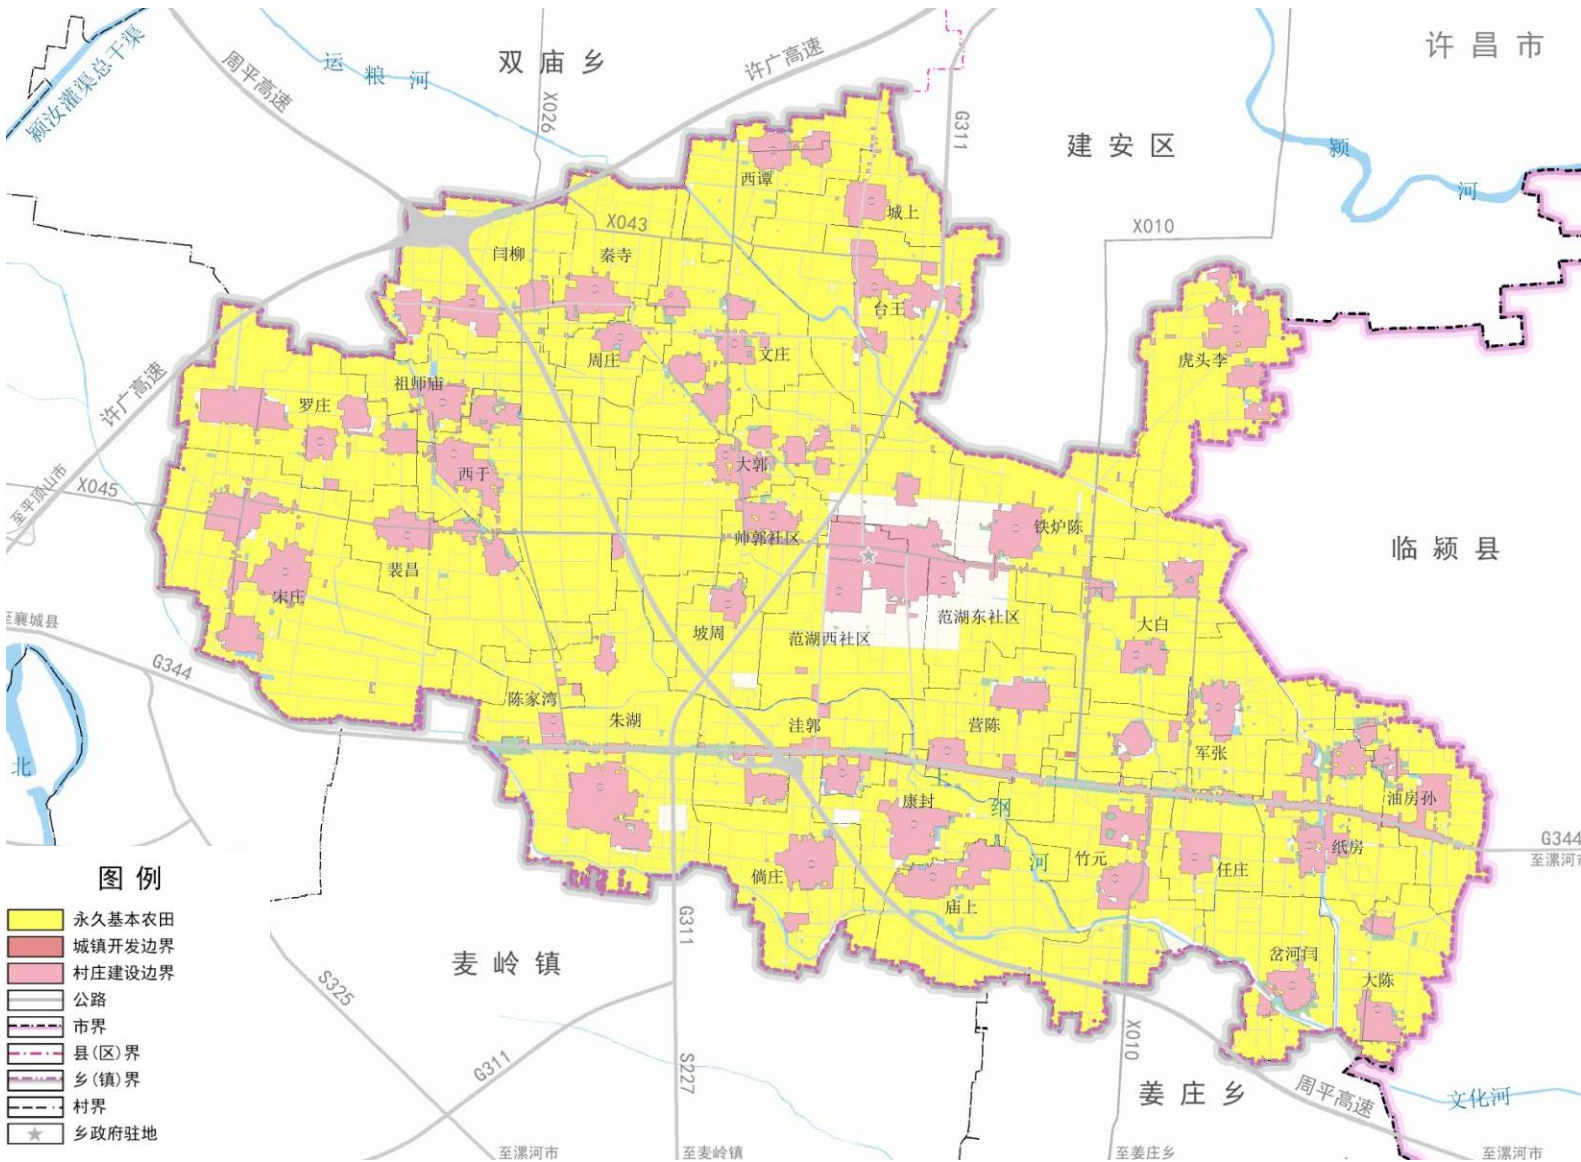 许昌市
双庙乡
建安区
颍汝灌渠总干渠
周平高速
运粮河
许广高速
X026
G311
颍
河
X010
西谭
城上
X043
闫柳
秦寺
台王
虎头李
周庄
文庄
祖师庙
罗庄
许广高速
西于
大郭
至平顶山市
X045
帅郭社区
铁炉陈
临颍县
裴昌
宋庄
至襄城县
坡周
范湖西社区
范湖东社区
大白
G344
陈家湾
朱湖
洼郭
营陈
军张
北
上
纲
河
康封
油房孙
G344
至漯河市
纸房
倘庄
庙上
竹元
任庄
岔河闫
大陈
麦岭镇
G311
S325
G311
S227
X010
姜庄乡
周平高速
文化河
至漯河市
至麦岭镇
至姜庄乡
至漯河市
图例
永久基本农田
城镇开发边界
村庄建设边界
公路
市界
县(区)界
乡(镇)界
村界
乡政府驻地